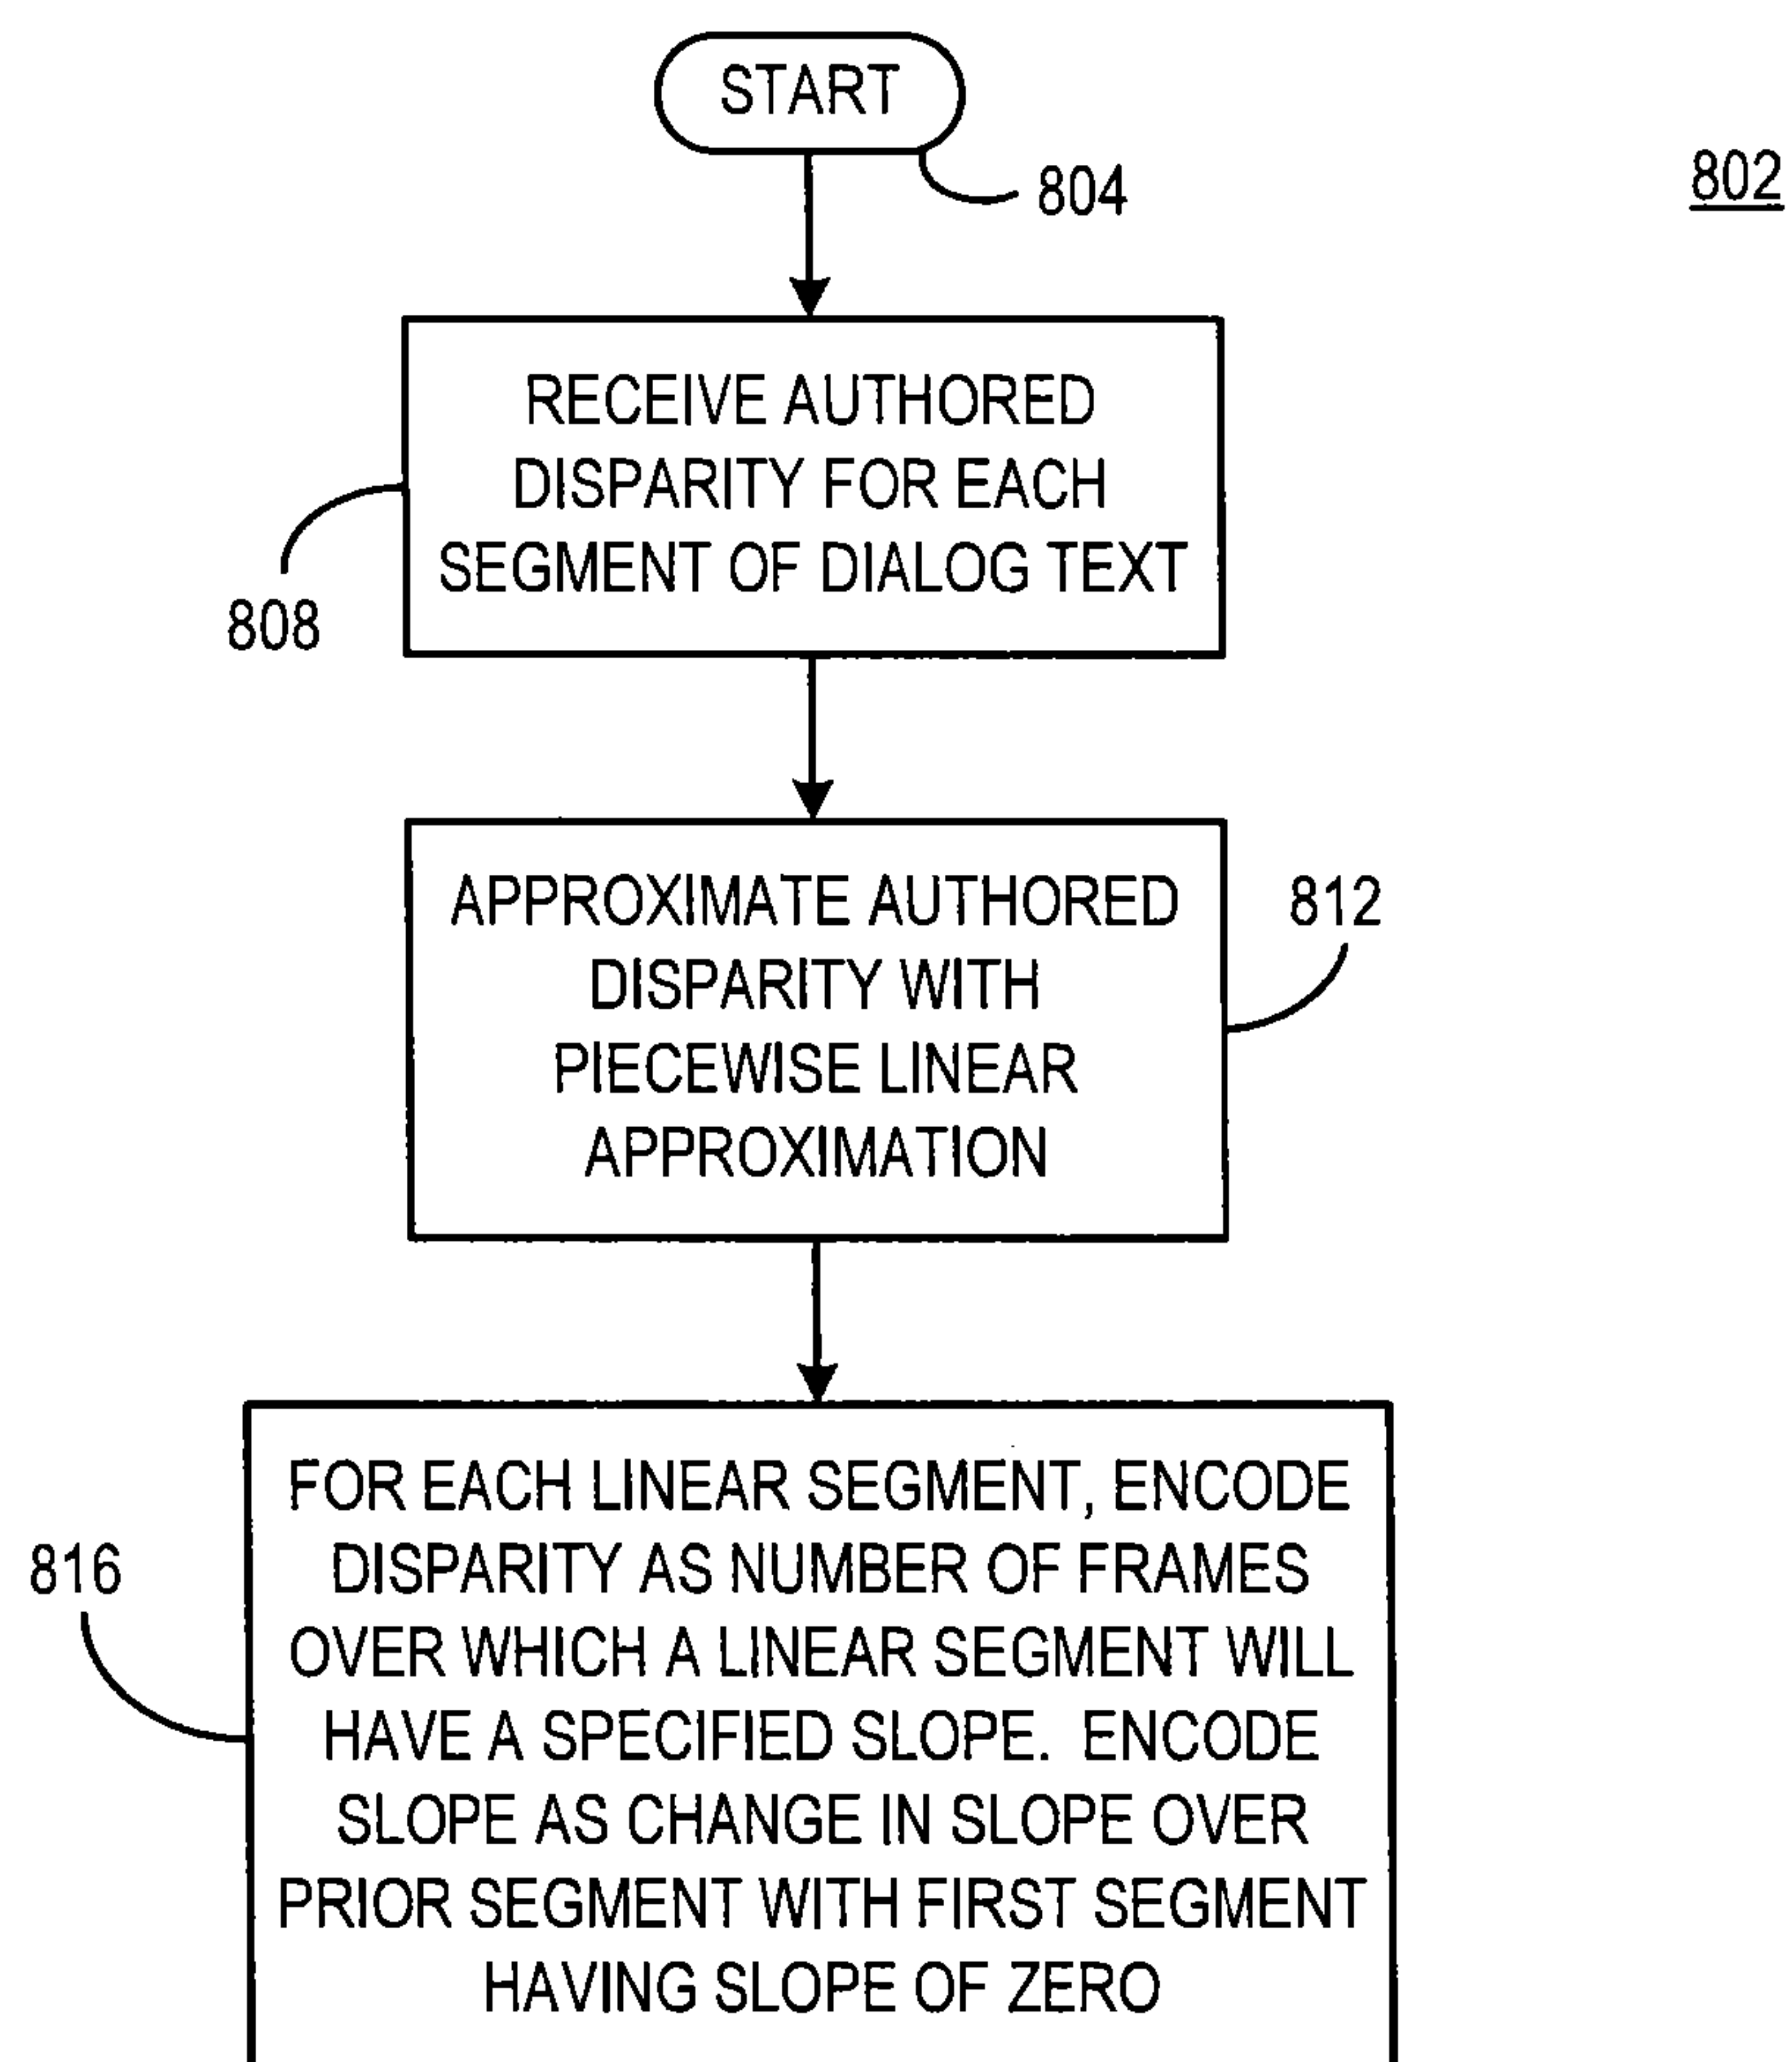 START
804
802
RECEIVE AUTHORED
DISPARITY FOR EACH
SEGMENT OF DIALOG TEXT
808
APPROXIMATE AUTHORED
DISPARITY WITH
PIECEWISE LINEAR
APPROXIMATION
812
FOR EACH LINEAR SEGMENT, ENCODE
DISPARITY AS NUMBER OF FRAMES
OVER WHICH A LINEAR SEGMENT WILL
HAVE A SPECIFIED SLOPE. ENCODE
SLOPE AS CHANGE IN SLOPE OVER
PRIOR SEGMENT WITH FIRST SEGMENT
HAVING SLOPE OF ZERO
816